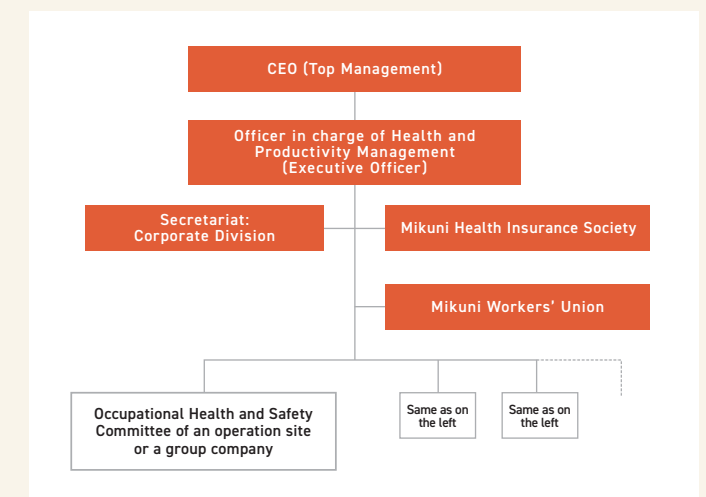 CEO (Top Management)
Officer in charge of Health and
Productivity Management
(Executive Officer)
Secretariat:
Corporate Division
Mikuni Health Insurance Society
Mikuni Workers’ Union
Occupational Health and Safety
Committee of an operation site
or a group company
Same as on
the left
Same as on
the left